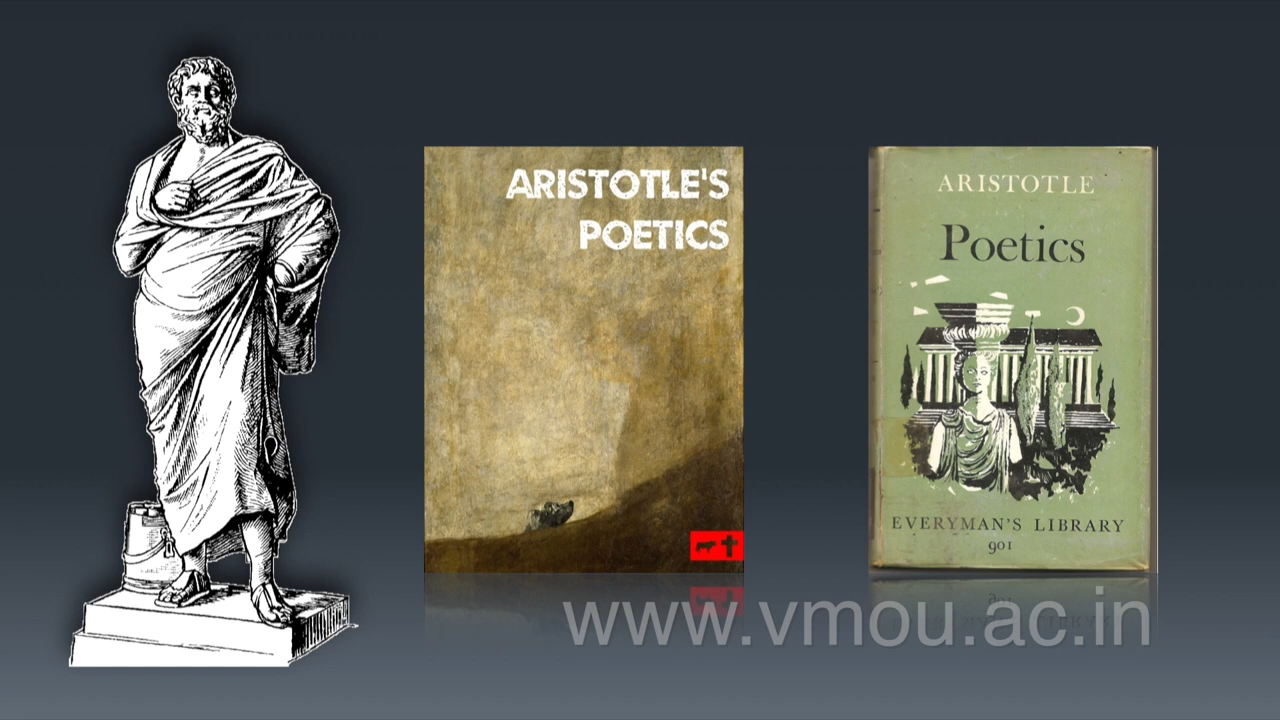 ARISTOTLE'S
POETICS
ARISTOTLE
Poetics
EVERYMAN'S LIBRARY
901
www.vmou.ac.in